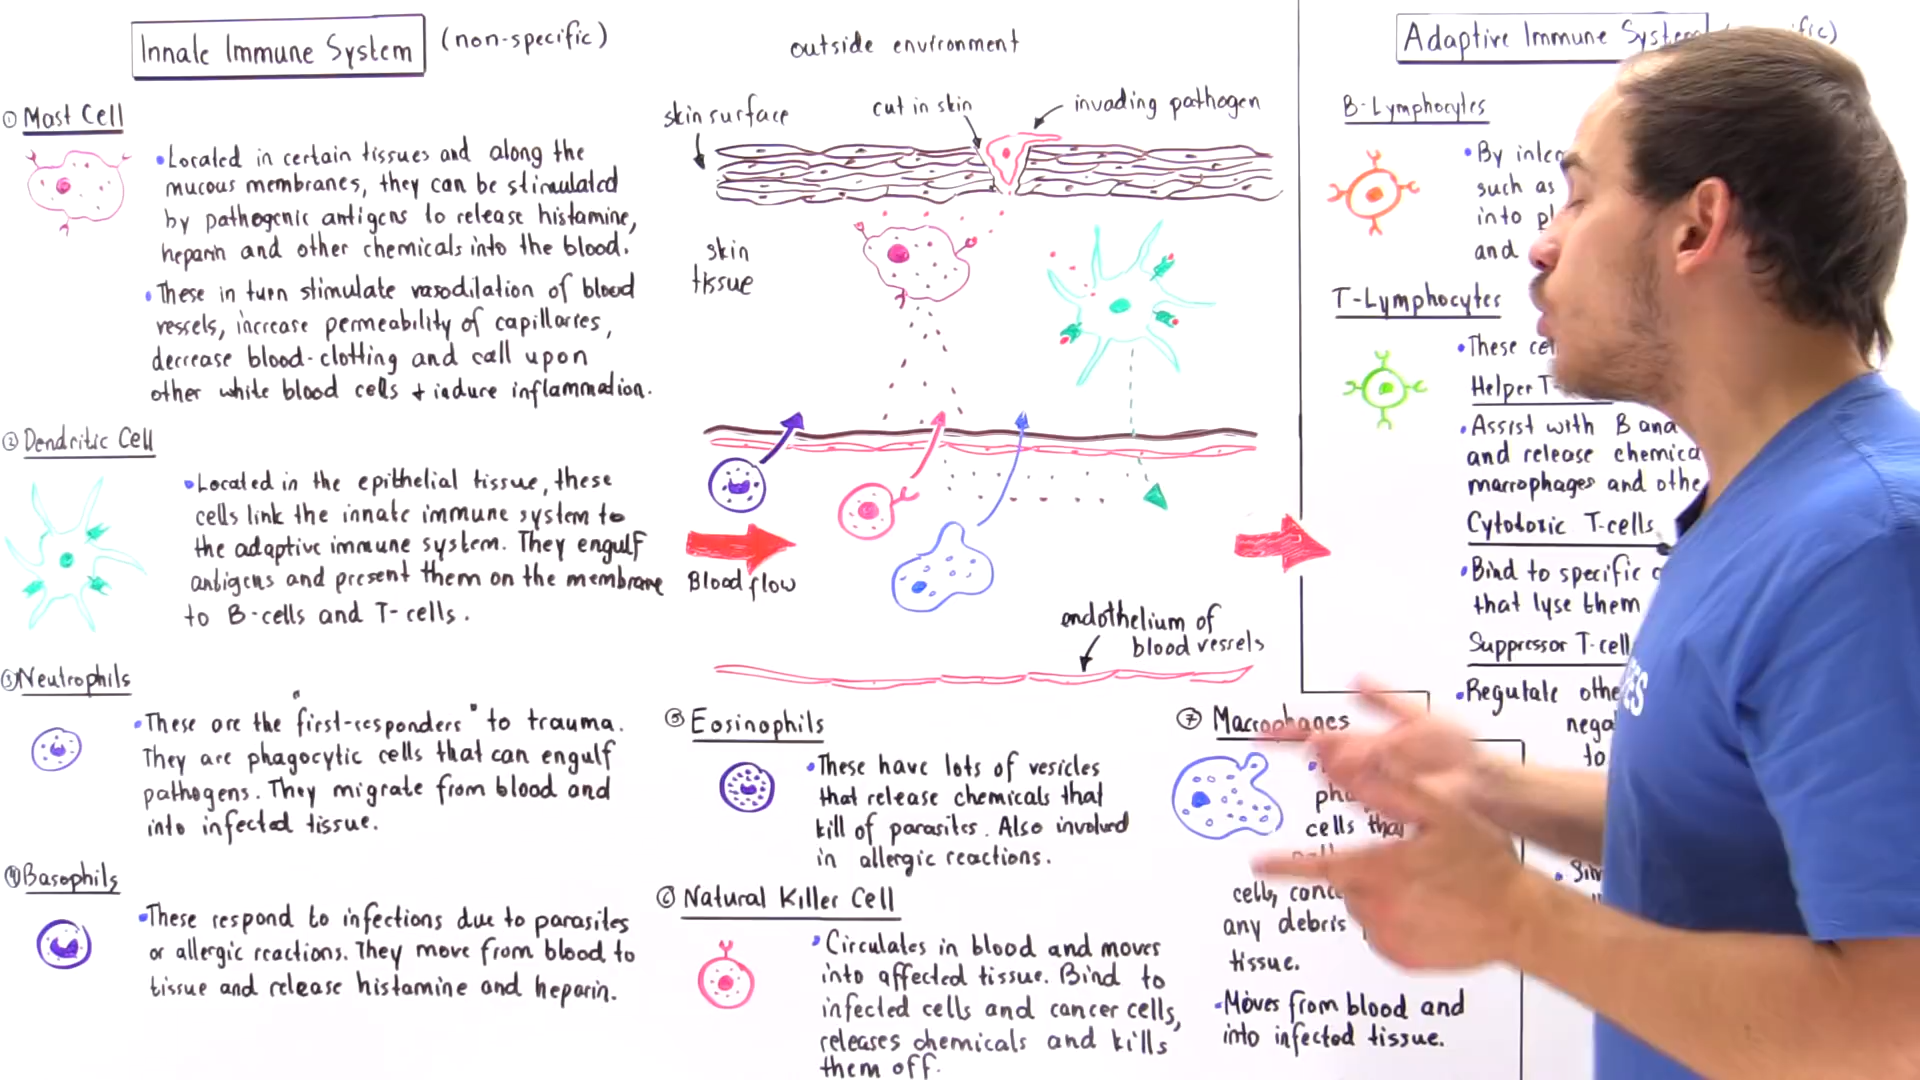 Innate Immune System (non-specific)
① Mast Cell
•Located in certain tissues and along the
mucous membranes, they can be stimulated
by pathogenic antigens to release histamine,
heparin and other chemicals into the blood.
•These in turn stimulate vasodilation of blood
vessels, increase permeability of capillaries,
decrease blood-clotting and call upon
other white blood cells + induce inflammation.
② Dendritic Cell
•Located in the epithelial tissue, these
cells link the innate immune system to
the adaptive immune system. They engulf
antigens and present them on the membrane
to B-cells and T-cells.
③ Neutrophils
•These are the "first-responders" to trauma.
They are phagocytic cells that can engulf
pathogens. They migrate from blood and
into infected tissue.
④ Basophils
•These respond to infections due to parasites
or allergic reactions. They move from blood to
tissue and release histamine and heparin.
outside environment
skin surface
cut in skin
invading pathogen
skin
tissue
Blood flow
endothelium of
blood vessels
⑤ Eosinophils
•These have lots of vesicles
that release chemicals that
kill of parasites. Also involved
in allergic reactions.
⑥ Natural Killer Cell
•Circulates in blood and moves
into affected tissue. Bind to
infected cells and cancer cells,
releases chemicals and kills
them off.
⑦ Macrophages
cells that
cells,
any debris
tissue.
•Moves from blood and
into infected tissue.
Adaptive Immune System
B-Lymphocytes
•By
such as
into
and
T-Lymphocytes
•These
Helper
•Assist with B and
and release
macrophages and
Cytotoxic T-cells
•Bind to specific
that lyse them
Suppressor T-cell
•Regulate
to